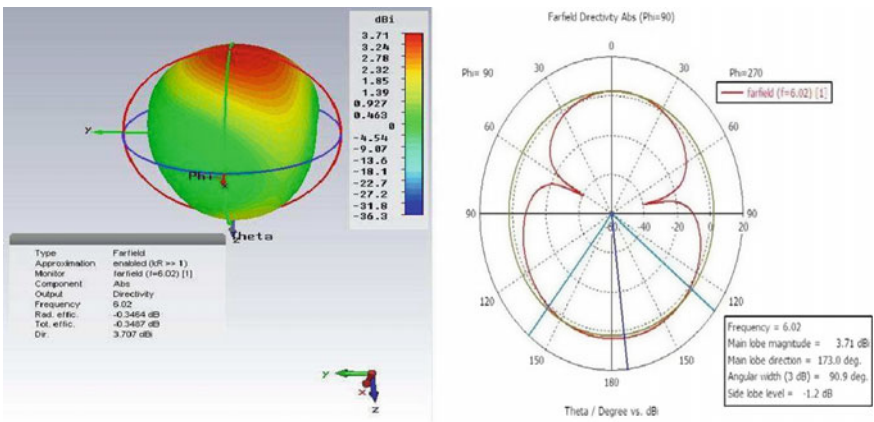 dBi
3.71
3.24
2.78
2.32
1.85
1.39
0.927
0.463
0
-4.54
-9.07
-13.6
-18.1
-22.7
-27.2
-31.8
-36.3
y
Phi
Theta
z
Type Farfield
Approximation enabled (kR >> 1)
Monitor farfield (f=6.02) [1]
Component Abs
Output Directivity
Frequency 6.02
Rad. effic. -0.3464 dB
Tot. effic. -0.3487 dB
Dir. 3.707 dBi
y
x
z
Farfield Directivity Abs (Phi=90)
0
Phi= 90 30 30 Phi=270
farfield (f=6.02) [1]
60 60
90 -60 -40 -20 0 90 20
120 120
150 150
180
Theta / Degree vs. dBi
Frequency = 6.02
Main lobe magnitude = 3.71 dBi
Main lobe direction = 173.0 deg.
Angular width (3 dB) = 90.9 deg.
Side lobe level = -1.2 dB